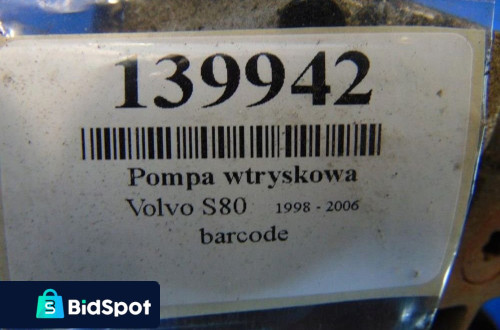 139942
Pompa wtryskowa
Volvo S80 1998 - 2006
barcode
S BidSpot